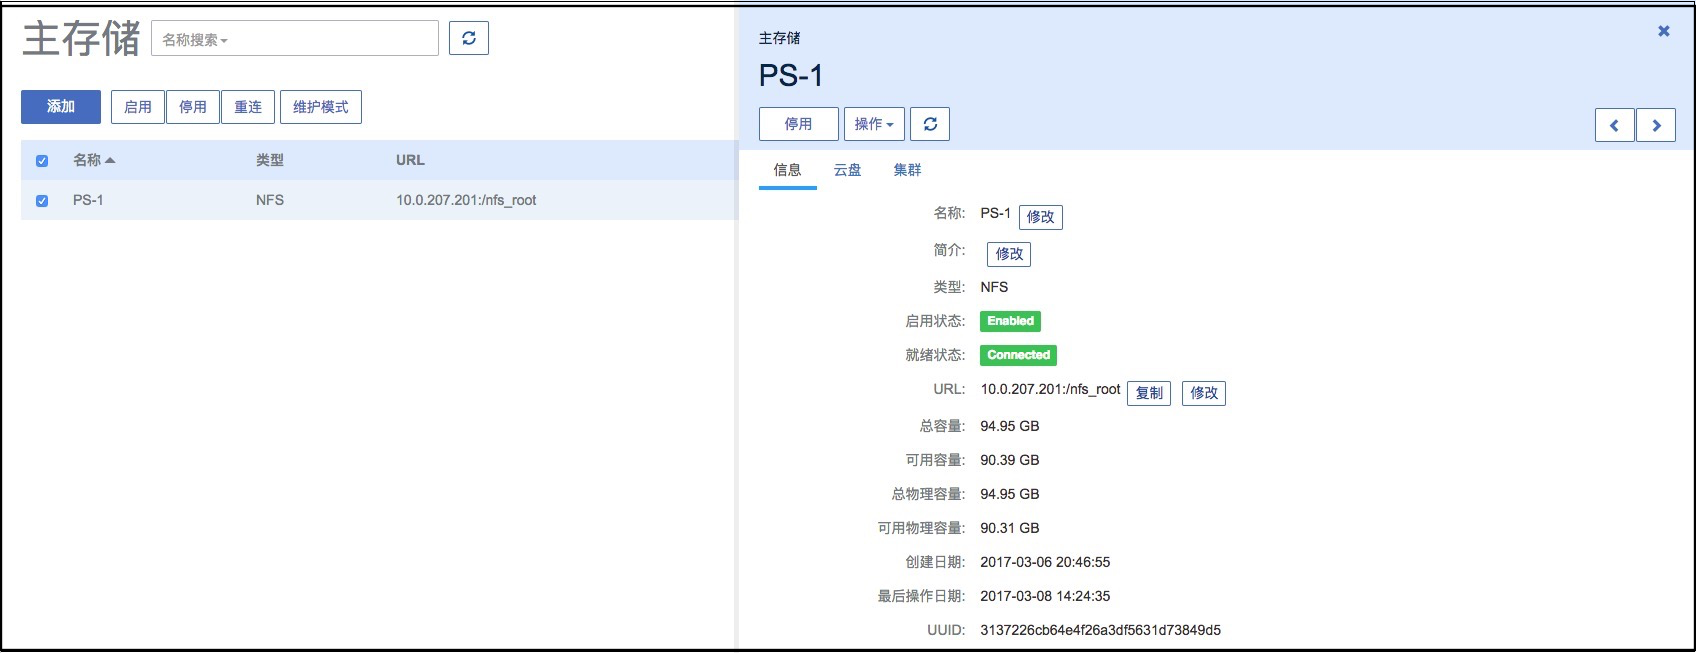 主存储
名称搜索
添加 启用 停用 重连 维护模式
名称 类型 URL
PS-1 NFS 10.0.207.201:/nfs_root
主存储
PS-1
停用 操作
信息 云盘 集群
名称: PS-1 修改
简介: 修改
类型: NFS
启用状态: Enabled
就绪状态: Connected
URL: 10.0.207.201:/nfs_root 复制 修改
总容量: 94.95 GB
可用容量: 90.39 GB
总物理容量: 94.95 GB
可用物理容量: 90.31 GB
创建日期: 2017-03-06 20:46:55
最后操作日期: 2017-03-08 14:24:35
UUID: 3137226cb64e4f26a3df5631d73849d5